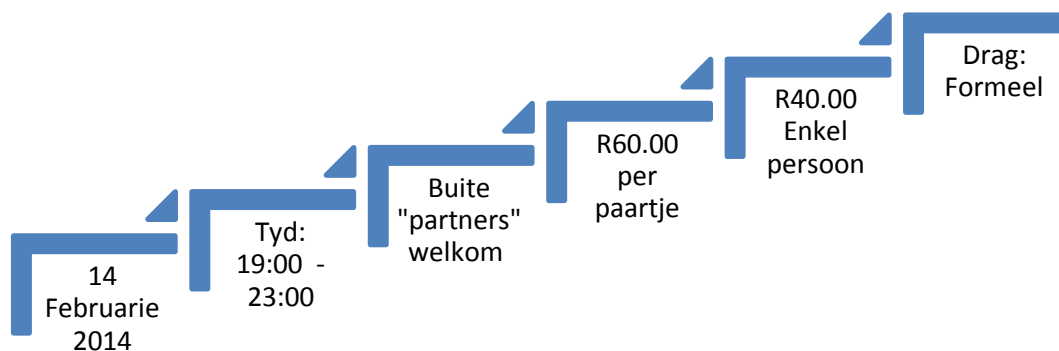 14
Februarie
2014
Tyd:
19:00 -
23:00
Buite
"partners"
welkom
R60.00
per
paartje
R40.00
Enkel
persoon
Drag:
Formeel